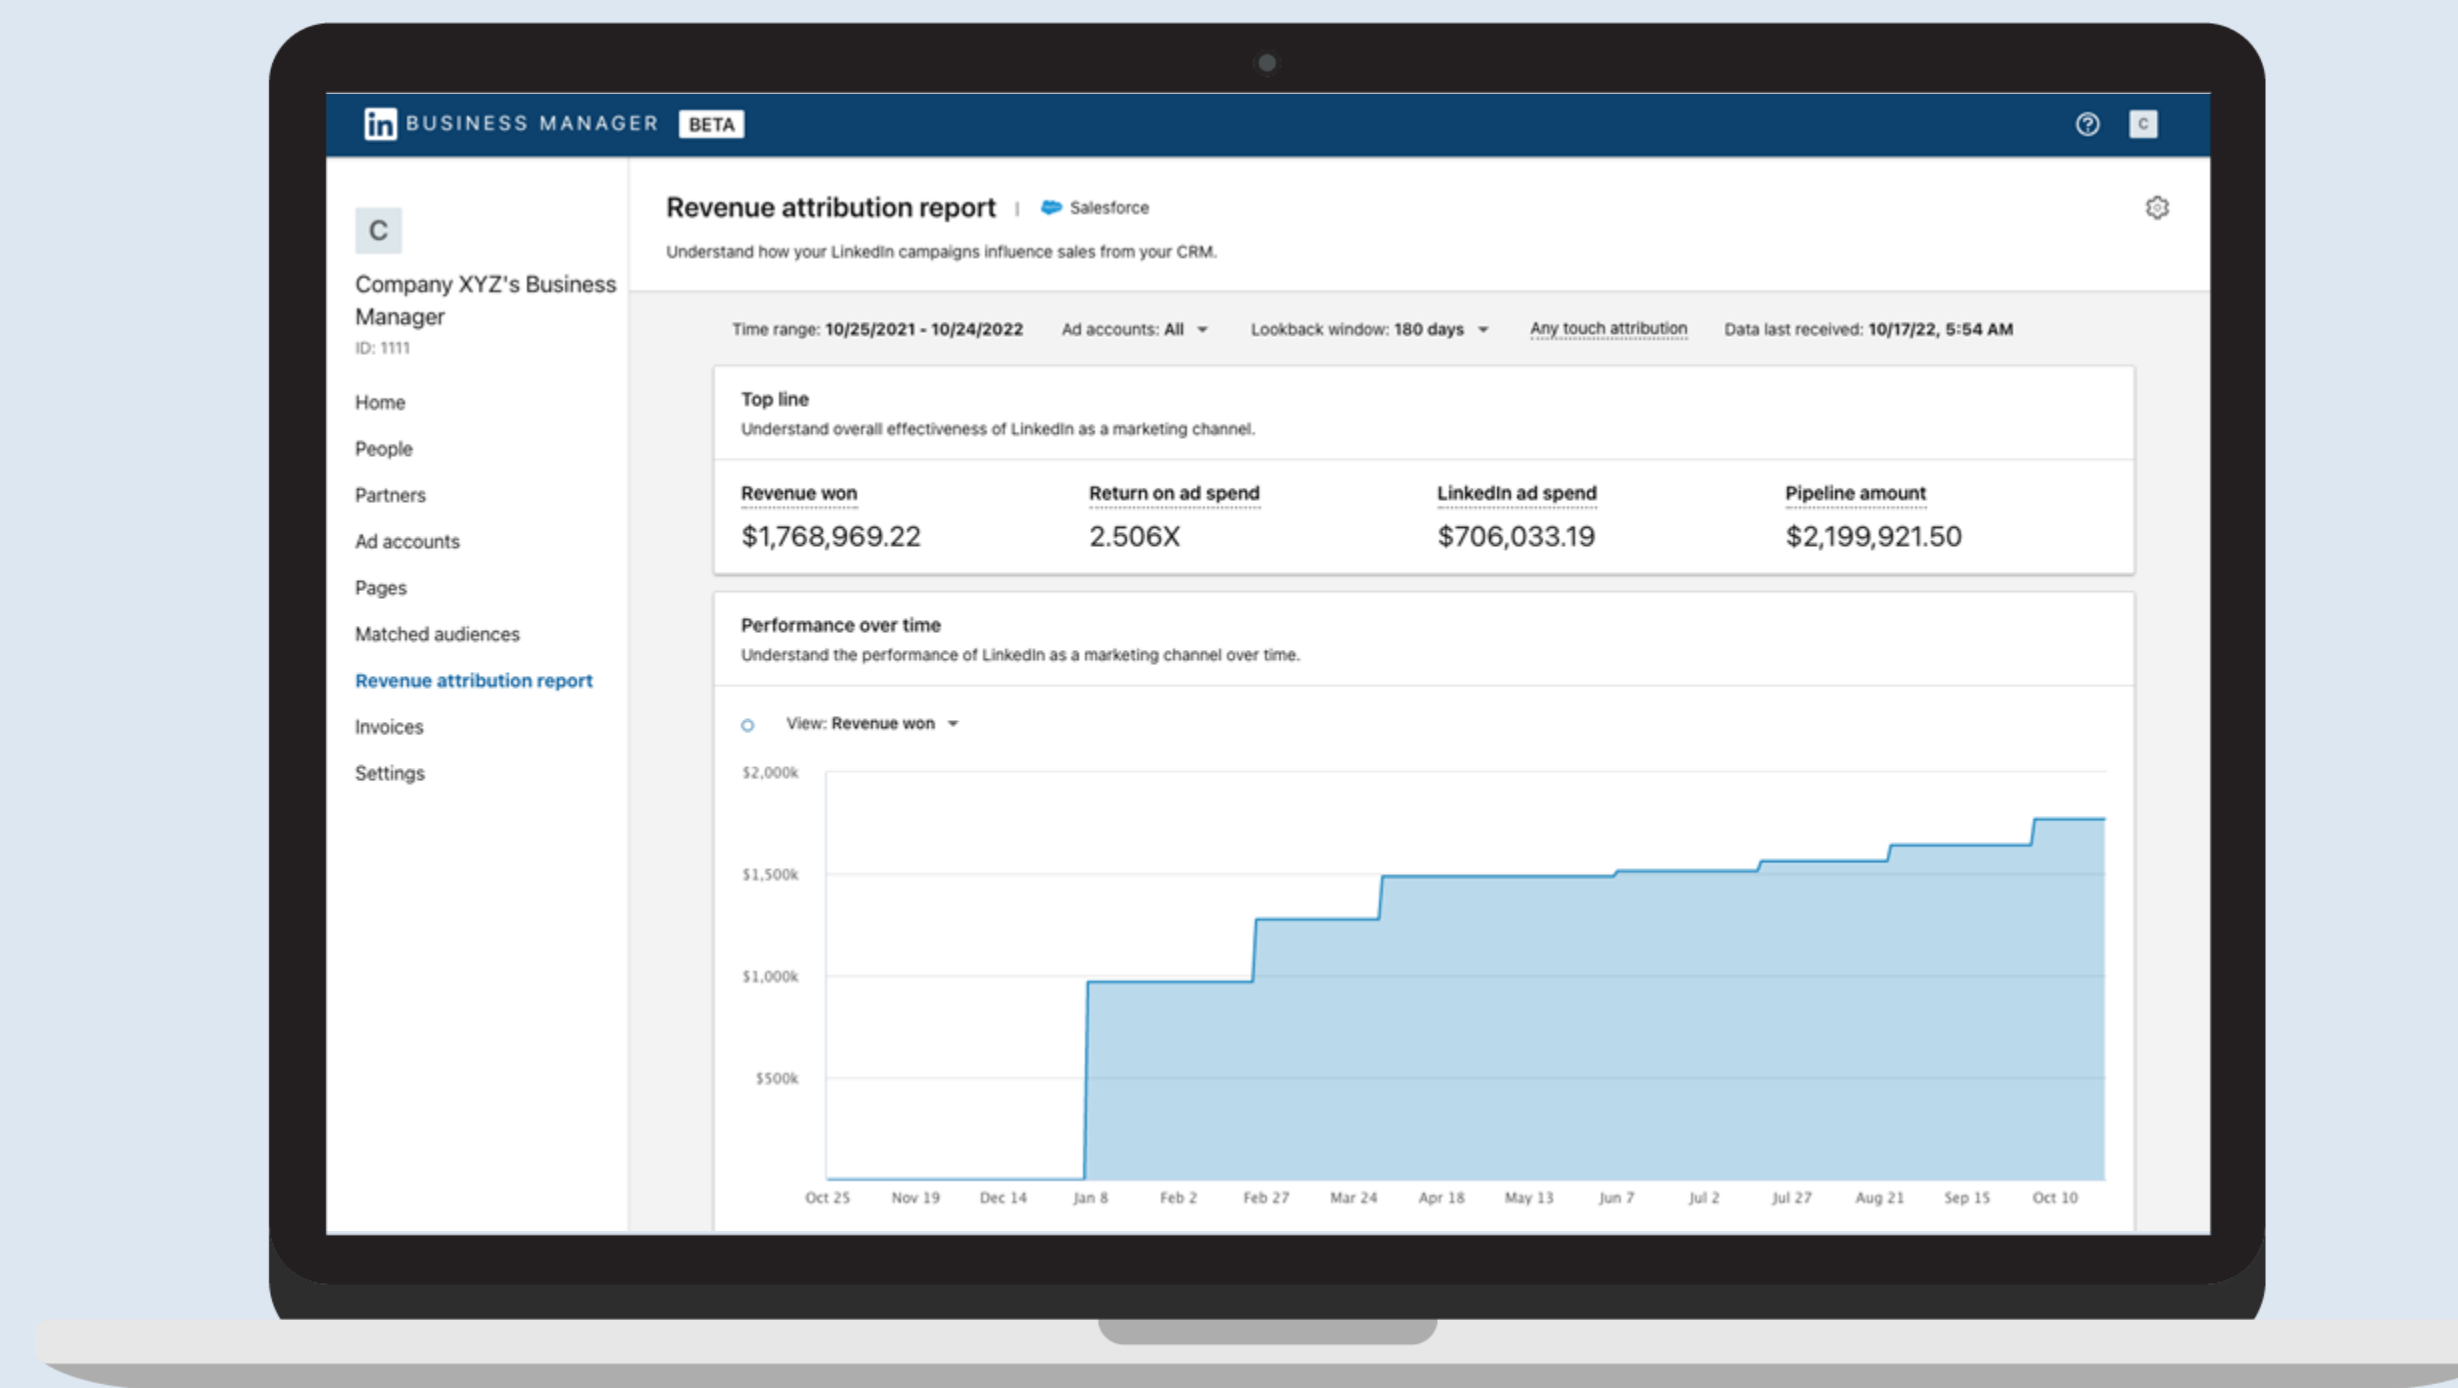 in BUSINESS MANAGER BETA
C
C
Company XYZ's Business
Manager
ID: 1111
Home
People
Partners
Ad accounts
Pages
Matched audiences
Revenue attribution report
Invoices
Settings
Revenue attribution report | Salesforce
Understand how your LinkedIn campaigns influence sales from your CRM.
Time range: 10/25/2021 - 10/24/2022 Ad accounts: All Lookback window: 180 days Any touch attribution Data last received: 10/17/22, 5:54 AM
Top line
Understand overall effectiveness of LinkedIn as a marketing channel.
Revenue won Return on ad spend LinkedIn ad spend Pipeline amount
$1,768,969.22 2.506X $706,033.19 $2,199,921.50
Performance over time
Understand the performance of LinkedIn as a marketing channel over time.
View: Revenue won
$2,000k
$1,500k
$1,000k
$500k
Oct 25 Nov 19 Dec 14 Jan 8 Feb 2 Feb 27 Mar 24 Apr 18 May 13 Jun 7 Jul 2 Jul 27 Aug 21 Sep 15 Oct 10